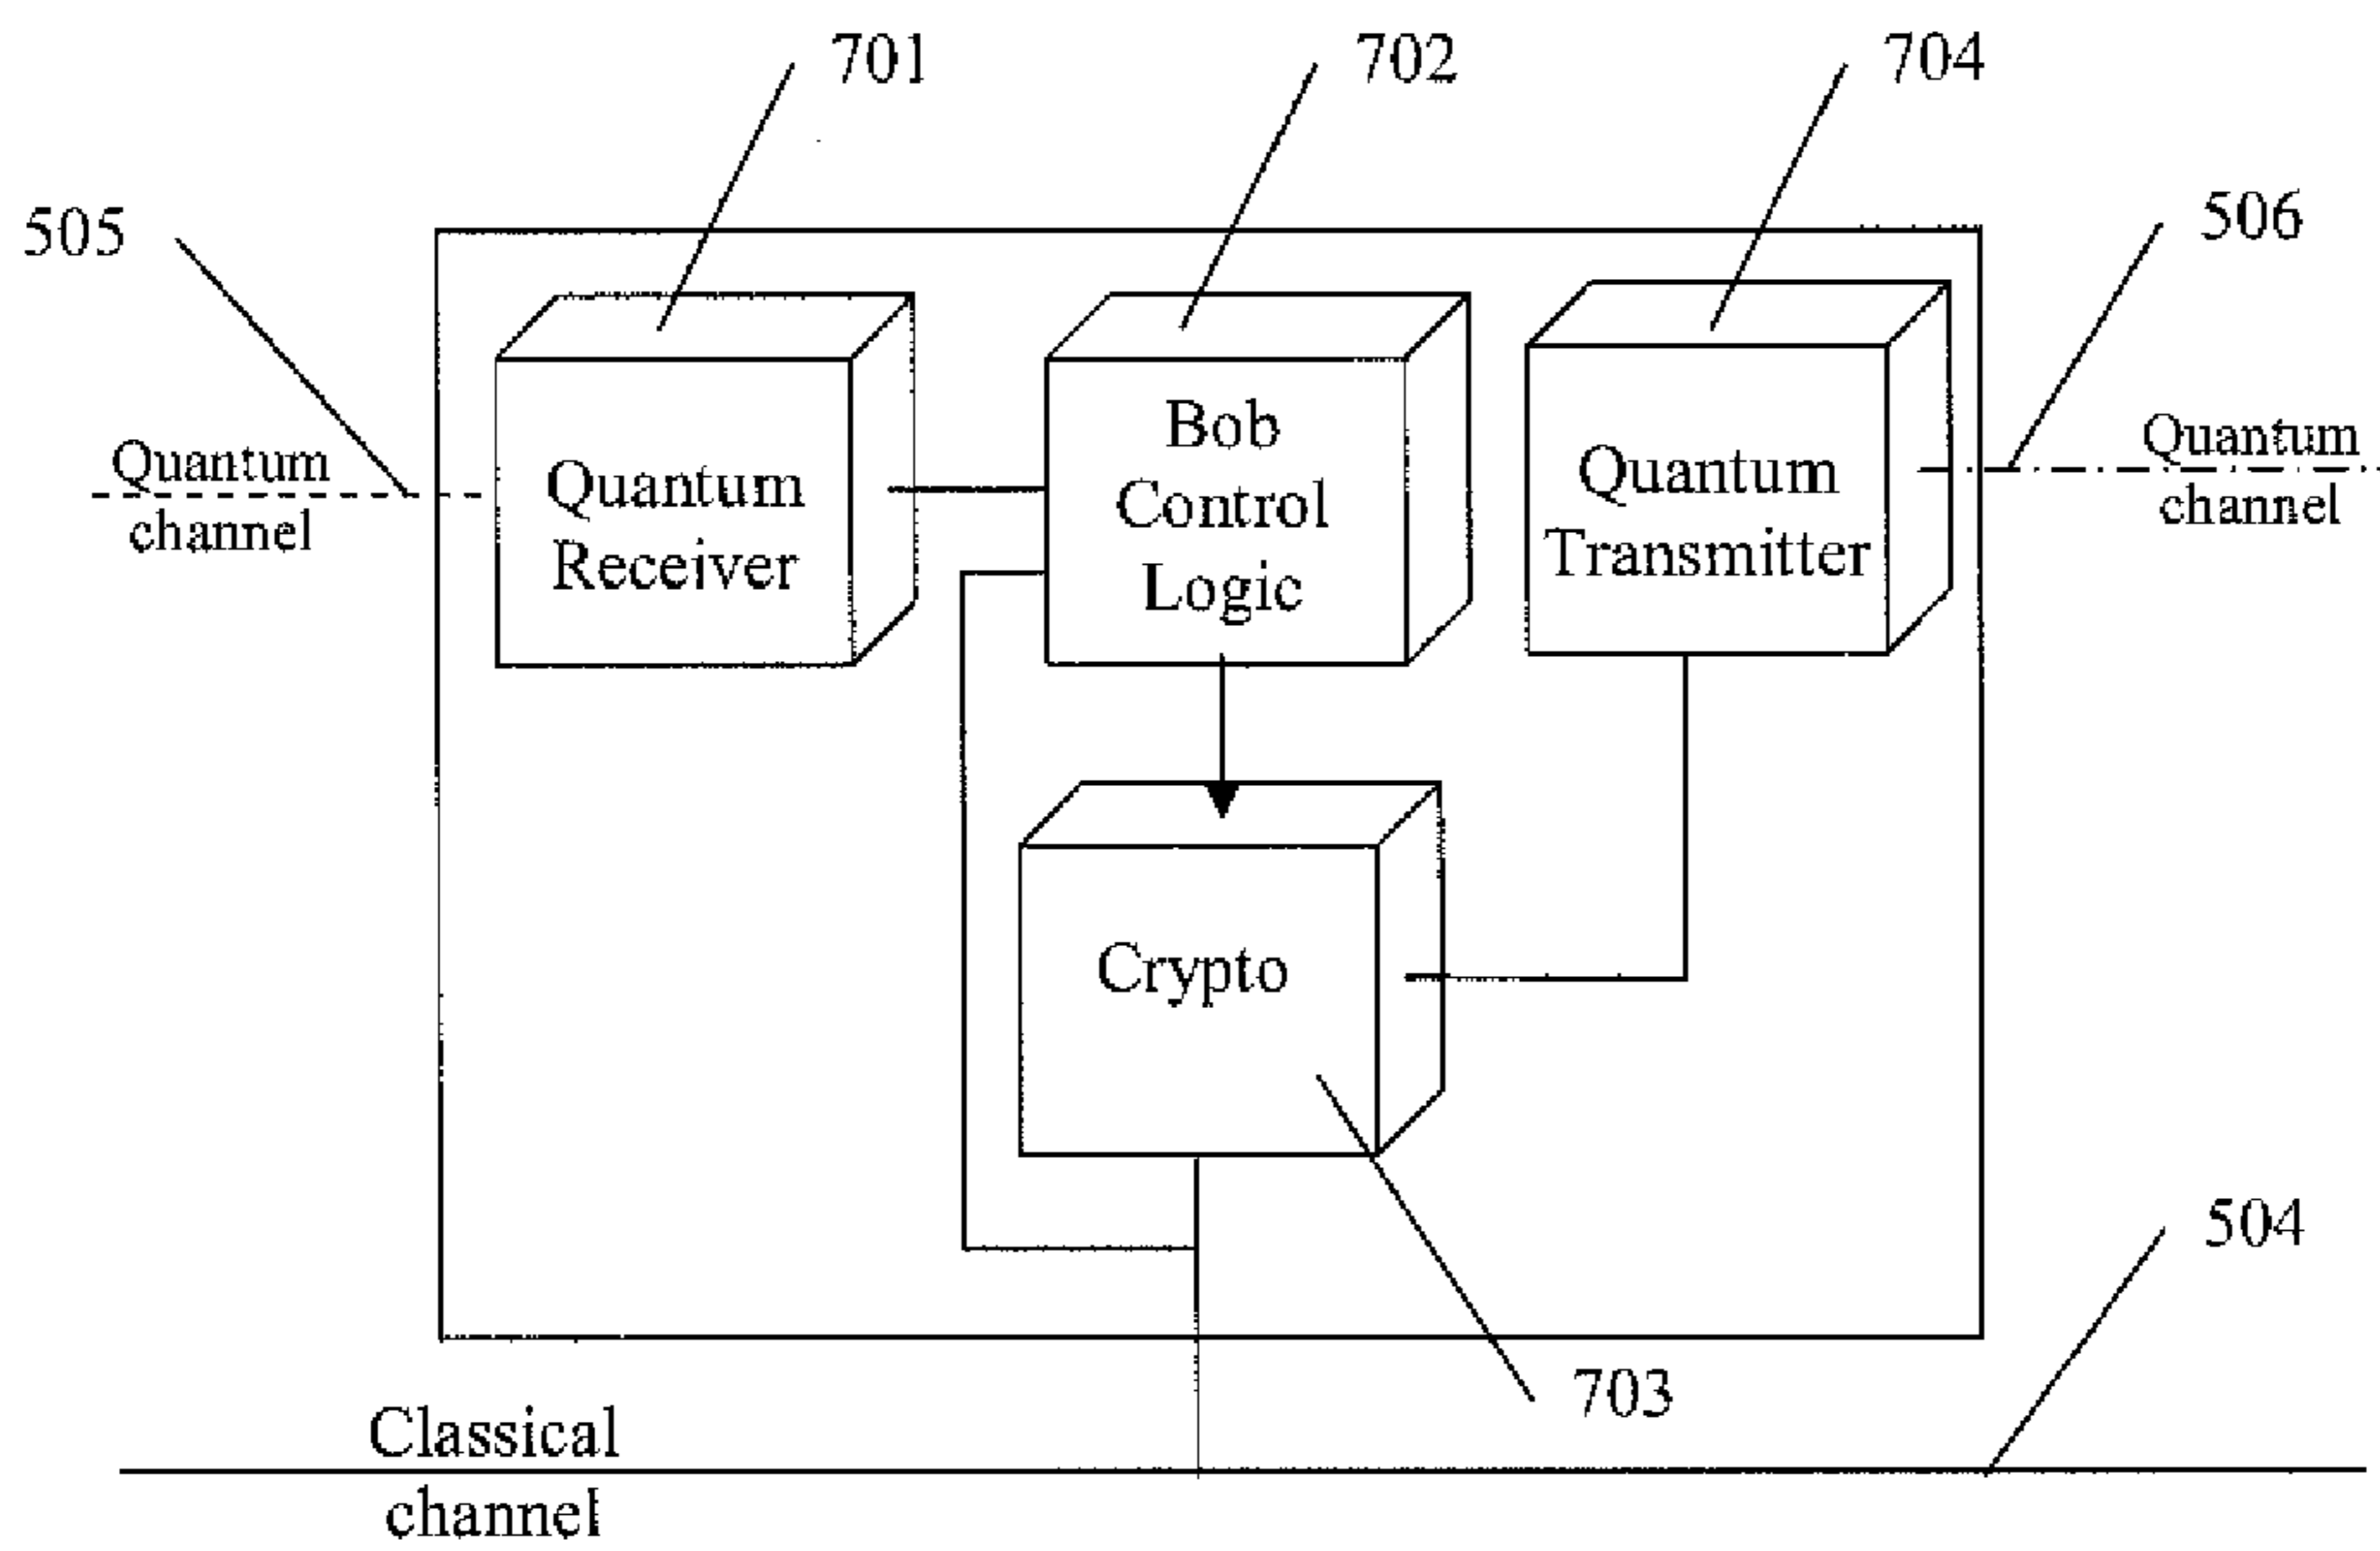 701
702
704
505
506
Quantum
channel
Quantum
Receiver
Bob
Control
Logic
Quantum
Transmitter
Quantum
channel
Crypto
504
703
Classical
channel